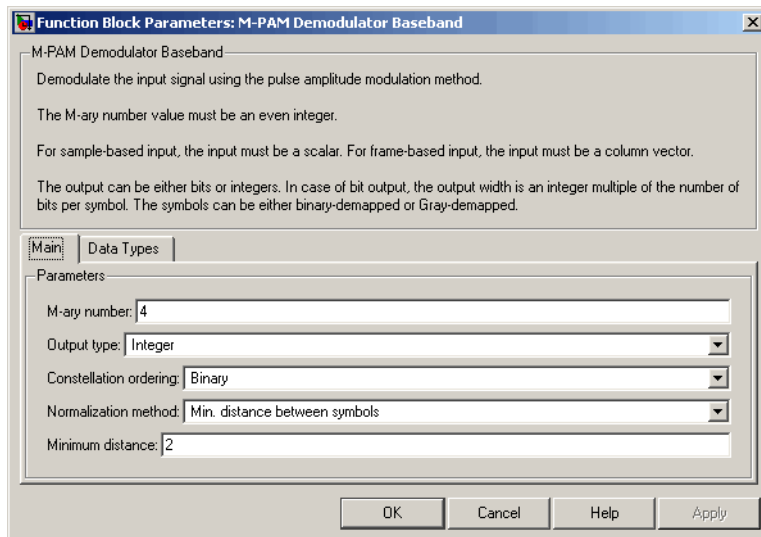 Function Block Parameters: M-PAM Demodulator Baseband
M-PAM Demodulator Baseband
Demodulate the input signal using the pulse amplitude modulation method.
The M-ary number value must be an even integer.
For sample-based input, the input must be a scalar. For frame-based input, the input must be a column vector.
The output can be either bits or integers. In case of bit output, the output width is an integer multiple of the number of
bits per symbol. The symbols can be either binary-demapped or Gray-demapped.
Main Data Types
Parameters
M-ary number: 4
Output type: Integer
Constellation ordering: Binary
Normalization method: Min. distance between symbols
Minimum distance: 2
OK Cancel Help Apply